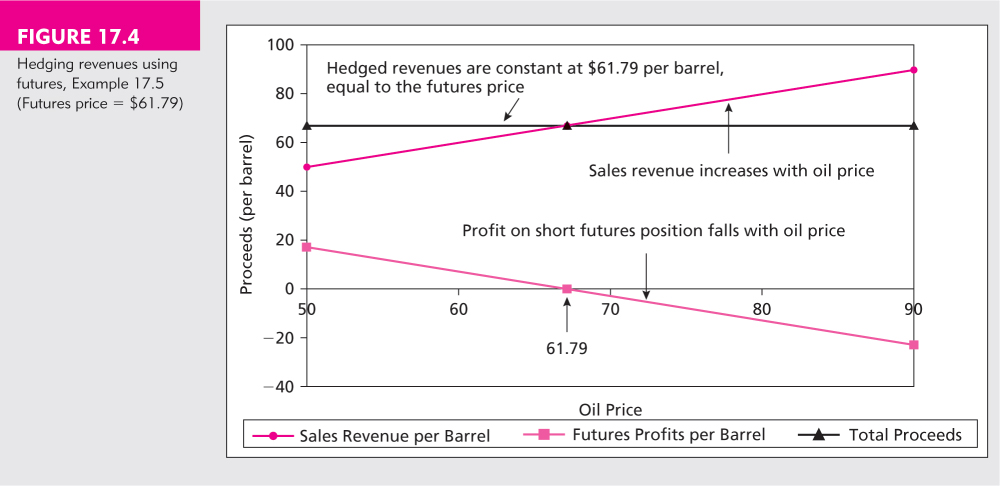 FIGURE 17.4
Hedging revenues using
futures, Example 17.5
(Futures price = $61.79)
100
80
60
40
20
0
−20
−40
Proceeds (per barrel)
Hedged revenues are constant at $61.79 per barrel,
equal to the futures price
Sales revenue increases with oil price
Profit on short futures position falls with oil price
50
60
70
80
90
61.79
Oil Price
Sales Revenue per Barrel
Futures Profits per Barrel
Total Proceeds